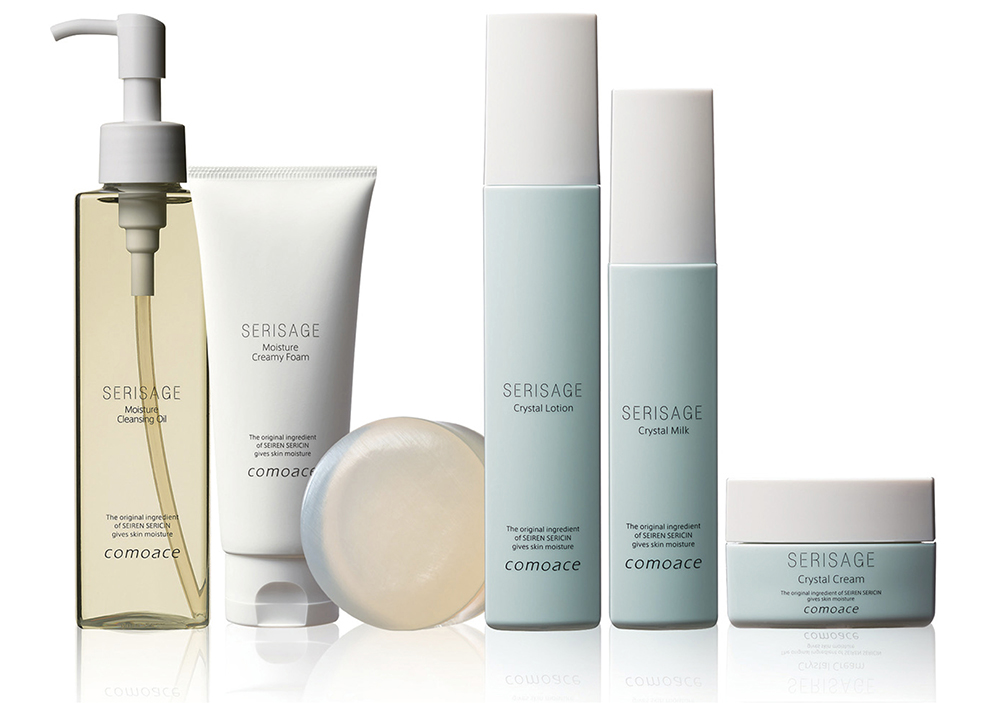 SERISAGE
Moisture
Cleansing Oil
The original ingredient
of SEIREN SERICIN
gives skin moisture
comoace
SERISAGE
Moisture
Creamy Foam
The original ingredient
of SEIREN SERICIN
gives skin moisture
comoace
SERISAGE
Crystal Lotion
The original ingredient
of SEIREN SERICIN
gives skin moisture
comoace
SERISAGE
Crystal Milk
The original ingredient
of SEIREN SERICIN
gives skin moisture
comoace
SERISAGE
Crystal Cream
The original ingredient of SEIREN SERICIN
gives skin moisture
comoace